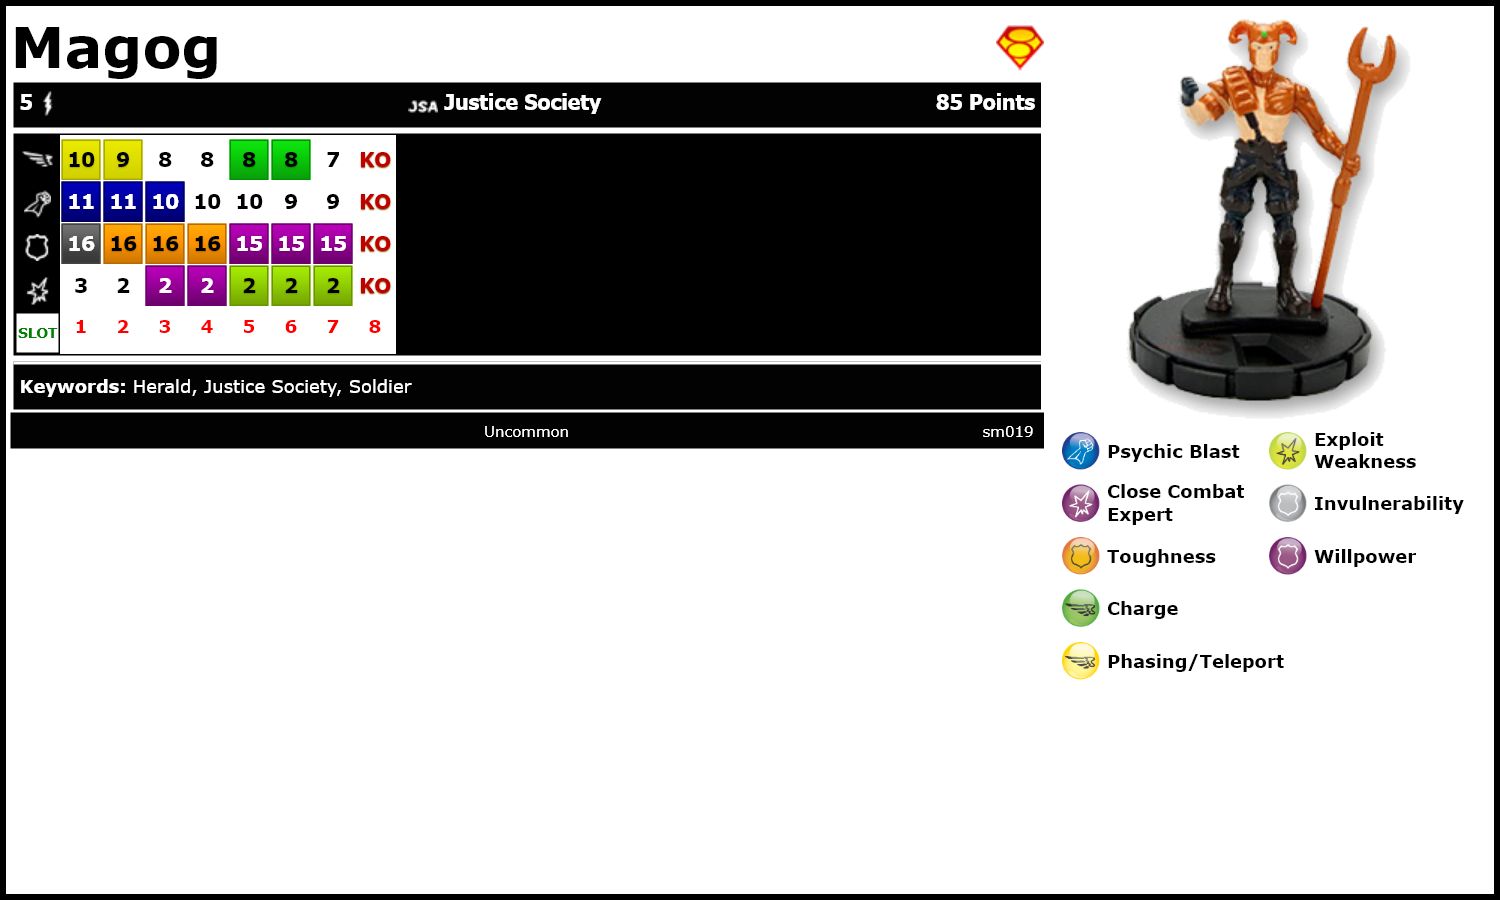 Magog
5 JSA Justice Society 85 Points
10 9 8 8 8 8 7 KO
11 11 10 10 10 9 9 KO
16 16 16 16 15 15 15 KO
3 2 2 2 2 2 2 KO
SLOT 1 2 3 4 5 6 7 8
Keywords: Herald, Justice Society, Soldier
Uncommon sm019
Psychic Blast
Exploit
Weakness
Close Combat
Expert
Invulnerability
Toughness
Willpower
Charge
Phasing/Teleport